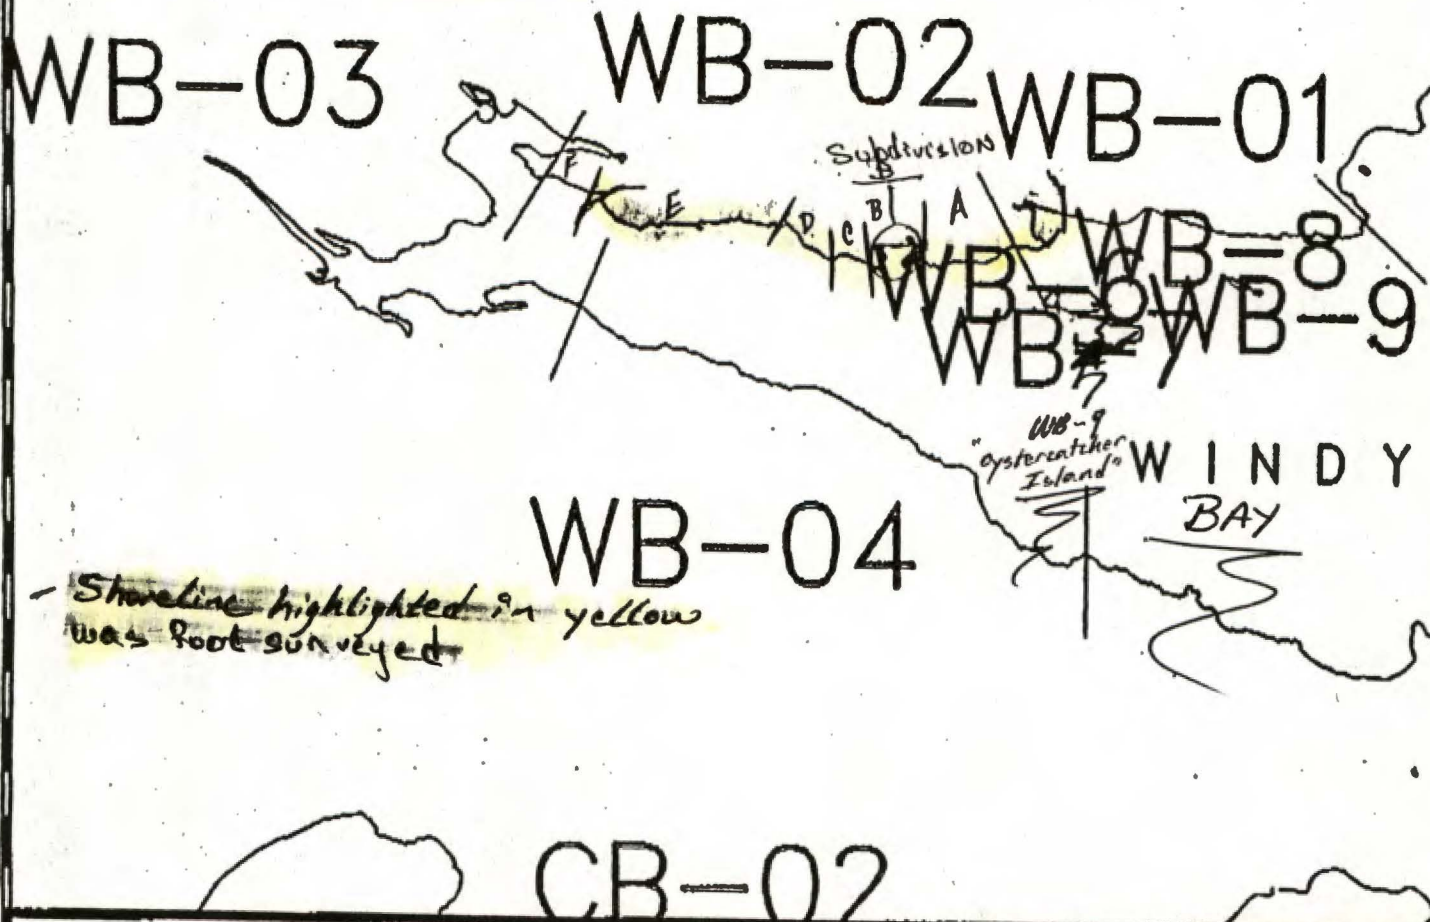 WB-03
WB-02
WB-01
Subdivision
B
F
E
D
C
B
A
WB-8
WB-6
WB-9
WB-7
7
WB-9
"Oystercatcher
Island"
WINDY
BAY
WB-04
- Shoreline highlighted in yellow
was foot surveyed
CB-02